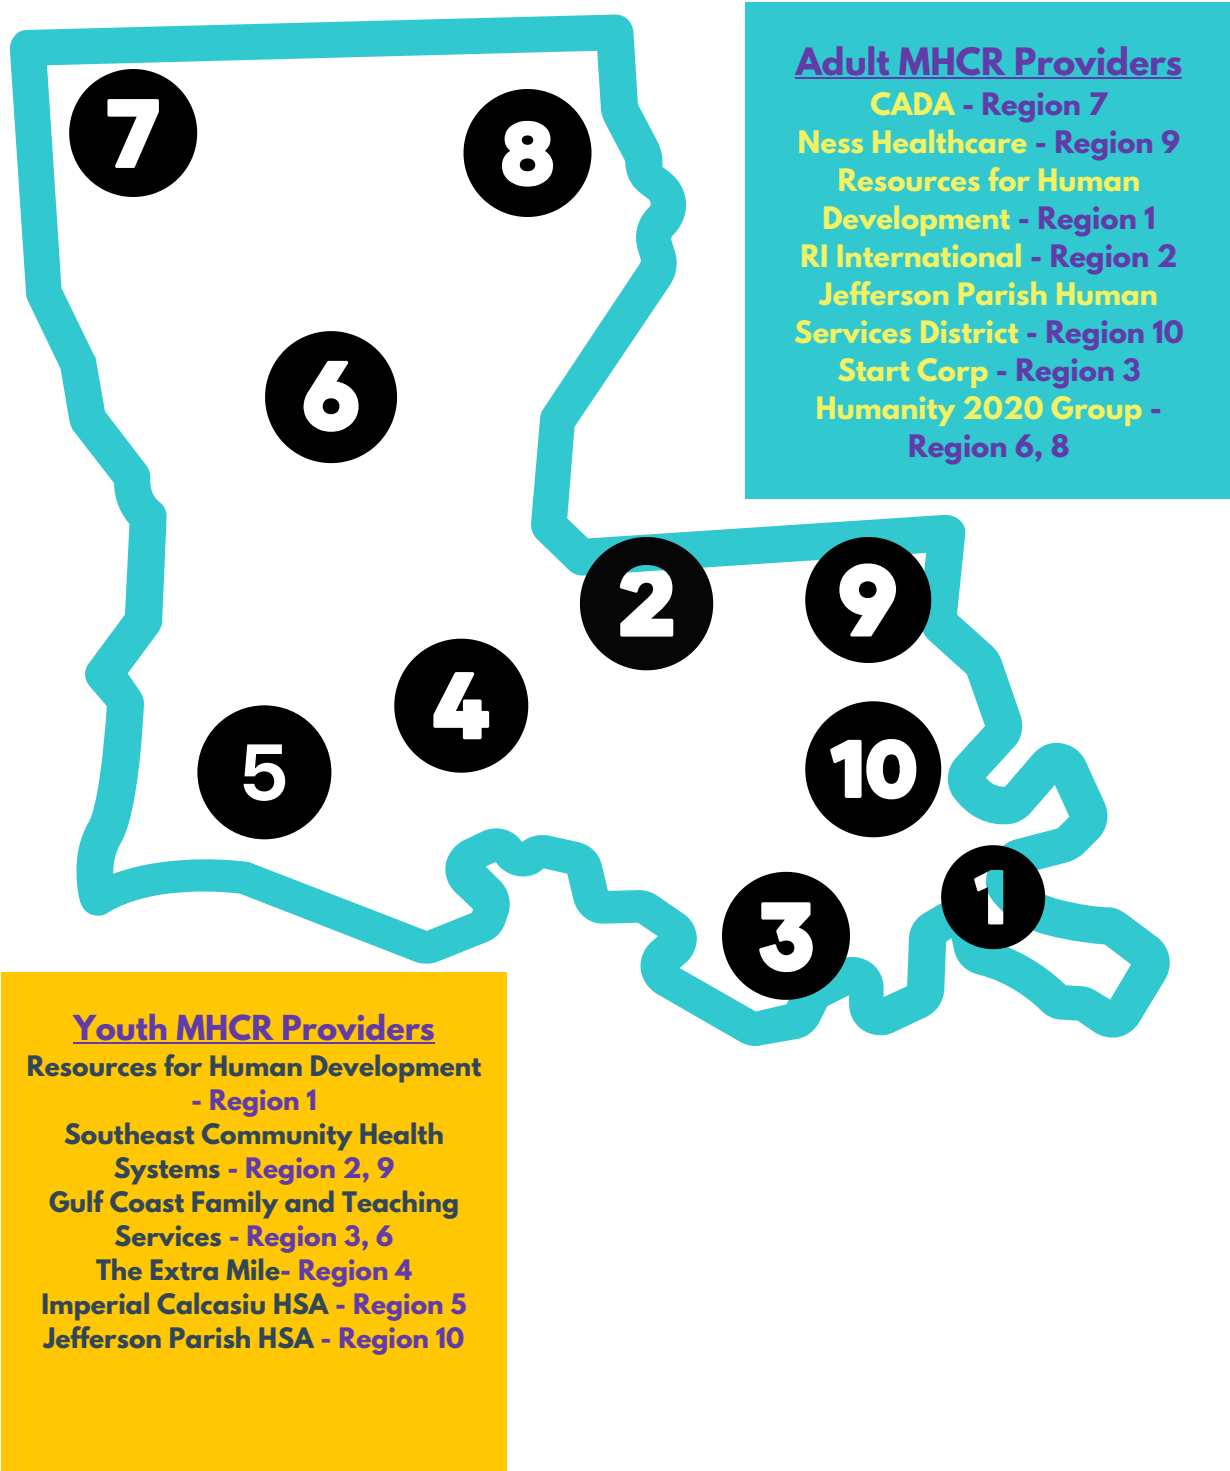 7
8
6
2
9
4
5
10
1
3
Adult MHCR Providers
CADA - Region 7
Ness Healthcare - Region 9
Resources for Human
Development - Region 1
RI International - Region 2
Jefferson Parish Human
Services District - Region 10
Start Corp - Region 3
Humanity 2020 Group -
Region 6, 8
Youth MHCR Providers
Resources for Human Development
- Region 1
Southeast Community Health
Systems - Region 2, 9
Gulf Coast Family and Teaching
Services - Region 3, 6
The Extra Mile- Region 4
Imperial Calcasiu HSA - Region 5
Jefferson Parish HSA - Region 10